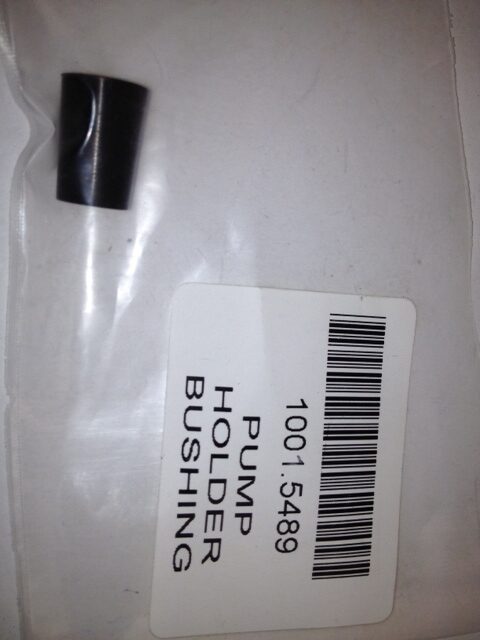 1001.5489
PUMP
HOLDER
BUSHING